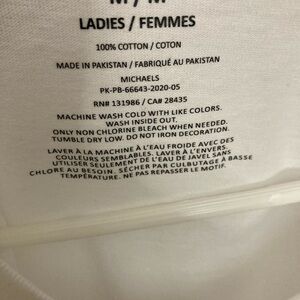 M / M
LADIES / FEMMES
100% COTTON / COTON
MADE IN PAKISTAN / FABRIQUÉ AU PAKISTAN
MICHAELS
PK-PB-66643-2020-05
RN# 131986 / CA# 28435
MACHINE WASH COLD WITH LIKE COLORS.
WASH INSIDE OUT.
ONLY NON CHLORINE BLEACH WHEN NEEDED.
TUMBLE DRY LOW. DO NOT IRON DECORATION.
LAVER À LA MACHINE À L'EAU FROIDE AVEC DES
COULEURS SEMBLABLES. LAVER À L'ENVERS.
UTILISER SEULEMENT DE L'EAU DE JAVEL SANS
CHLORE AU BESOIN. SÉCHER PAR CULBUTAGE À BASSE
TEMPÉRATURE. NE PAS REPASSER LE MOTIF.